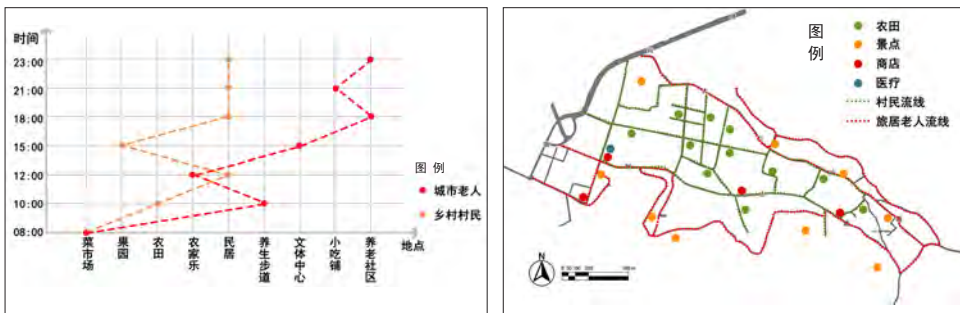 时间
23:00
21:00
18:00
15:00
12:00
10:00
08:00
菜市场
果园
农田
农家乐
民居
养生步道
文体中心
小吃铺
养老社区
地点
图 例
城市老人
乡村村民
图例
农田
景点
商店
医疗
村民流线
旅居老人流线
N